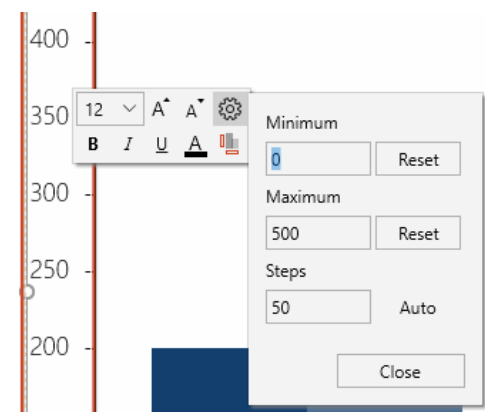 400
350
300
250
200
12
A A
B I U A
Minimum
0 Reset
Maximum
500 Reset
Steps
50 Auto
Close